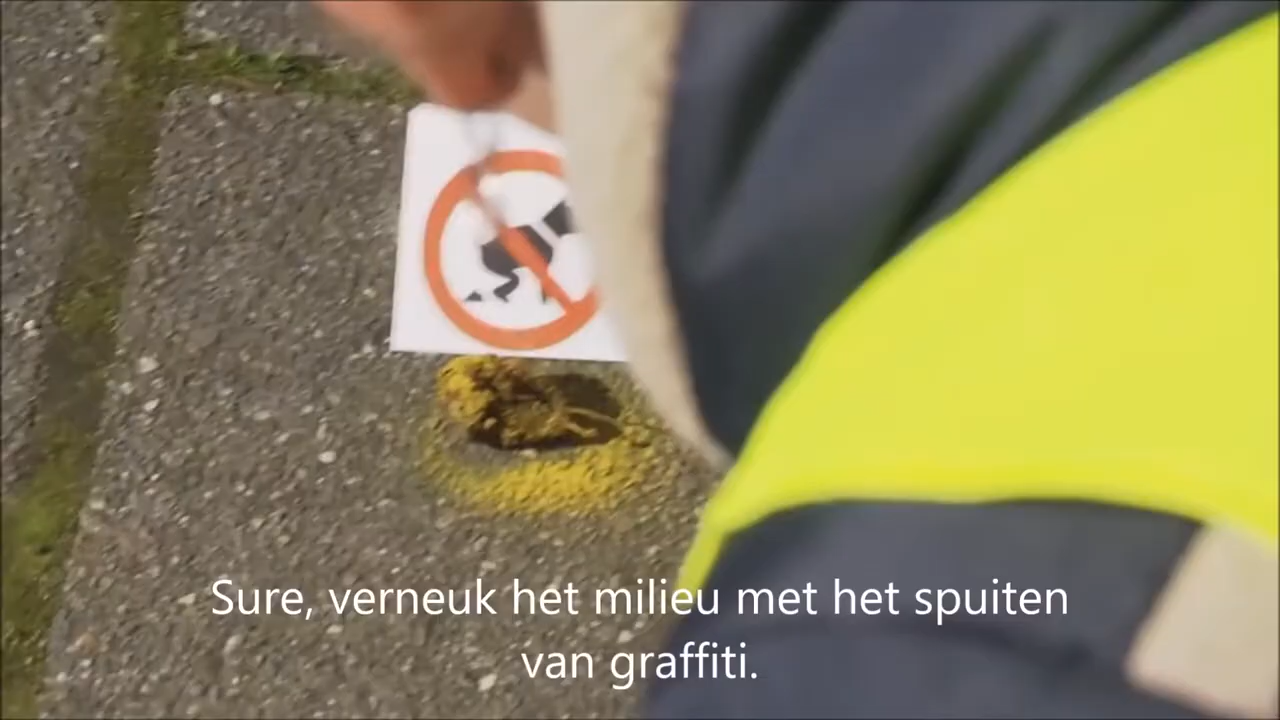 Sure, verneuk het milieu met het spuiten
van graffiti.